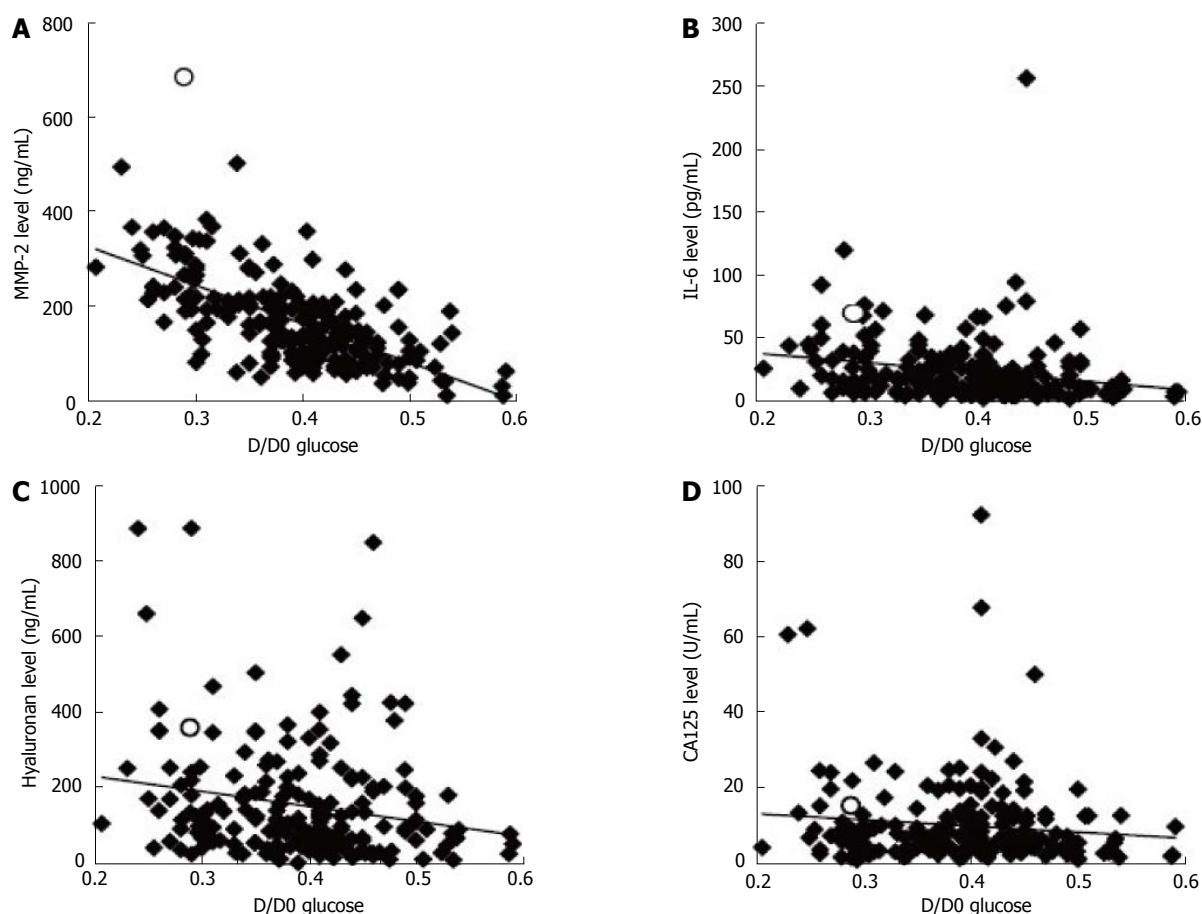 A
800
600
400
200
0
MMP-2 level (ng/mL)
0.2 0.3 0.4 0.5 0.6
D/D0 glucose
B
300
250
200
150
100
50
0
IL-6 level (pg/mL)
0.2 0.3 0.4 0.5 0.6
D/D0 glucose
C
1000
800
600
400
200
0
Hyaluronan level (ng/mL)
0.2 0.3 0.4 0.5 0.6
D/D0 glucose
D
100
80
60
40
20
0
CA125 level (U/mL)
0.2 0.3 0.4 0.5 0.6
D/D0 glucose